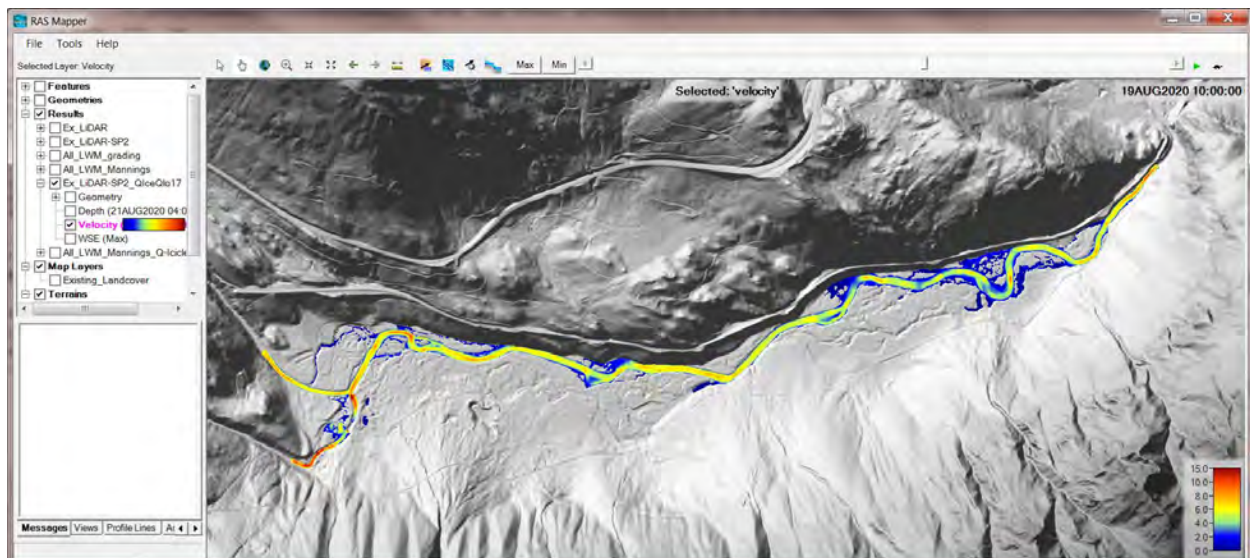 RAS Mapper
File Tools Help
Selected Layer: Velocity
Max Min
Features
Geometries
Results
Ex_LiDAR
Ex_LiDAR-SP2
All_LWM_grading
All_LWM_Mannings
Ex_LiDAR-SP2_QIceQlo17
Geometry
Depth (21AUG2020 04:0
Velocity (
WSE (Max)
All_LWM_Mannings_Q-Icicl
Map Layers
Existing_Landcover
Terrains
Selected: 'velocity'
19AUG2020 10:00:00
15.0
10.0
8.0
6.0
4.0
2.0
0.0
Messages Views Profile Lines